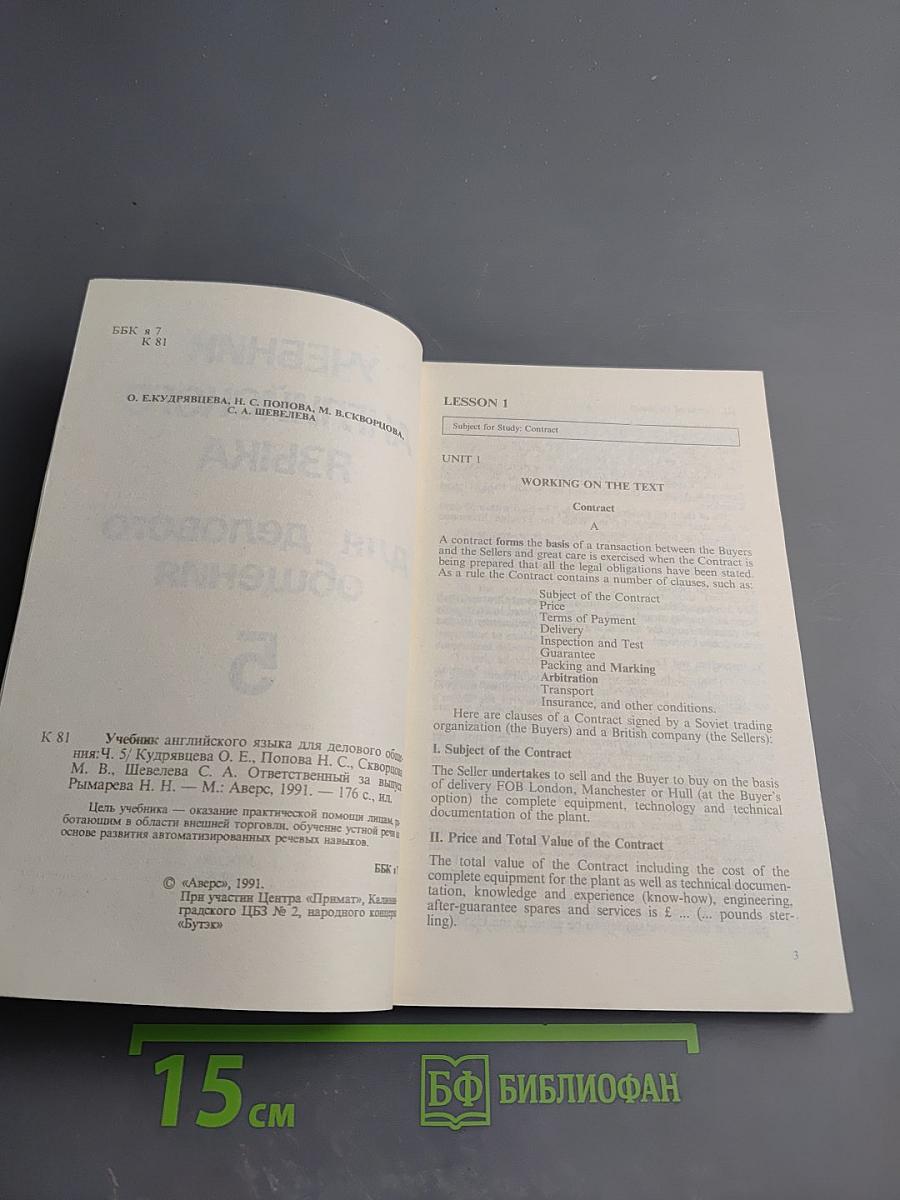 ББК я 7
К 81
О. Е.КУДРЯВЦЕВА, Н. С. ПОПОВА, М. В.СКВОРЦОВА,
С. А. ШЕВЕЛЕВА
К 81 Учебник английского языка для делового
ния:Ч. 5/ Кудрявцева О. Е., Попова Н. С.,
М. В., Шевелева С. А. Ответственный за
Рымарева Н. Н. — М.: Аверс, 1991. — 176 с., ил.
Цель учебника — оказание практической помощи лицам,
ботающим в области внешней торговли, обучение устной речи
основе развития автоматизированных речевых навыков.
ББК
© «Аверс», 1991.
При участии Центра «Примат»,
градского ЦБЗ № 2, народного
«Бутэк»
LESSON 1
Subject for Study: Contract
UNIT 1
WORKING ON THE TEXT
Contract
A
A contract forms the basis of a transaction between the Buyers
and the Sellers and great care is exercised when the Contract is
being prepared that all the legal obligations have been stated.
As a rule the Contract contains a number of clauses, such as:
Subject of the Contract
Price
Terms of Payment
Delivery
Inspection and Test
Guarantee
Packing and Marking
Arbitration
Transport
Insurance, and other conditions.
Here are clauses of a Contract signed by a Soviet trading
organization (the Buyers) and a British company (the Sellers):
I. Subject of the Contract
The Seller undertakes to sell and the Buyer to buy on the basis
of delivery FOB London, Manchester or Hull (at the Buyer's
option) the complete equipment, technology and technical
documentation of the plant.
II. Price and Total Value of the Contract
The total value of the Contract including the cost of the
complete equipment for the plant as well as technical documen-
tation, knowledge and experience (know-how), engineering,
after-guarantee spares and services is £ ... (... pounds ster-
ling).
3
15 см
БФ БИБЛИОФАН